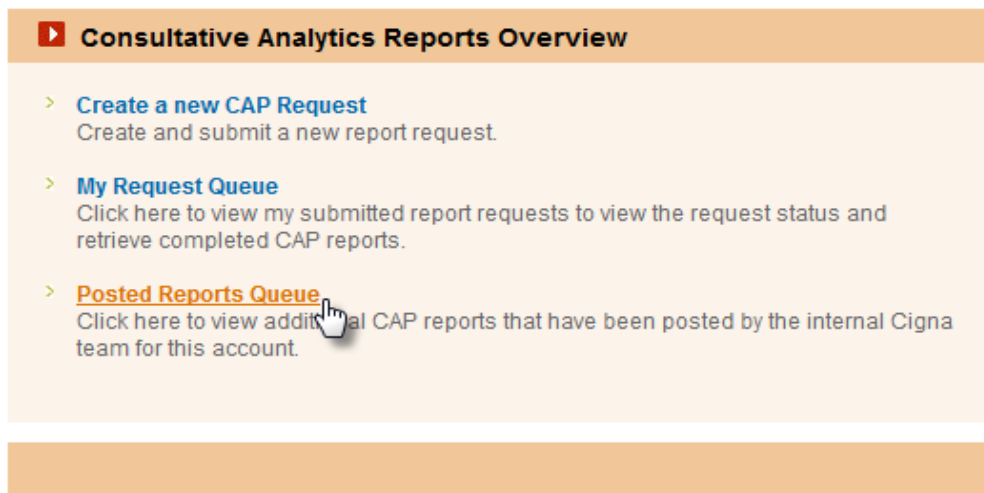 Consultative Analytics Reports Overview
Create a new CAP Request
Create and submit a new report request.
My Request Queue
Click here to view my submitted report requests to view the request status and
retrieve completed CAP reports.
Posted Reports Queue
Click here to view additional CAP reports that have been posted by the internal Cigna
team for this account.